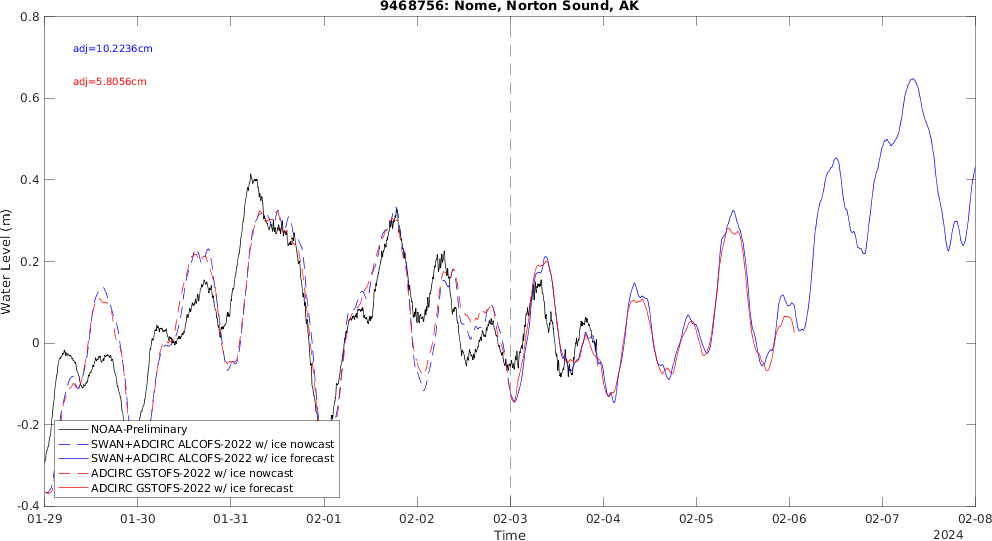 9468756: Nome, Norton Sound, AK
adj=10.2236cm
adj=5.8056cm
Water Level (m)
0.8
0.6
0.4
0.2
0
-0.2
-0.4
NOAA-Preliminary
SWAN+ADCIRC ALCOFS-2022 w/ ice nowcast
SWAN+ADCIRC ALCOFS-2022 w/ ice forecast
ADCIRC GSTOFS-2022 w/ ice nowcast
ADCIRC GSTOFS-2022 w/ ice forecast
01-29 01-30 01-31 02-01 02-02 02-03 02-04 02-05 02-06 02-07 02-08
Time
2024